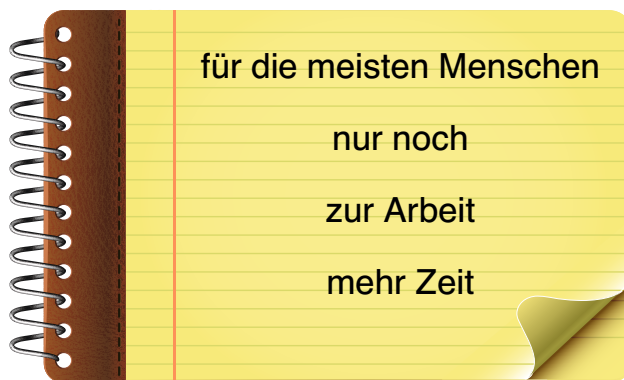 für die meisten Menschen
nur noch
zur Arbeit
mehr Zeit